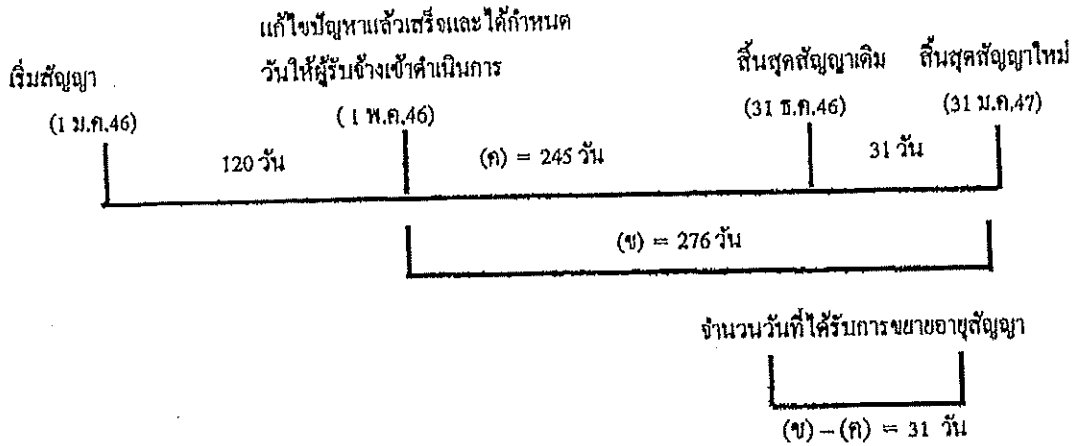 แก้ไขปัญหาแล้วเสร็จและได้กำหนด
วันให้ผู้รับจ้างเข้าดำเนินการ
เริ่มสัญญา
สิ้นสุดสัญญาเดิม
สิ้นสุดสัญญาใหม่
(1 ม.ค.46)
( 1 พ.ค.46)
(31 ธ.ค.46)
(31 ม.ค.47)
120 วัน
(ค) = 245 วัน
31 วัน
(ข) = 276 วัน
จำนวนวันที่ได้รับการขยายอายุสัญญา
(ข) – (ค) = 31 วัน